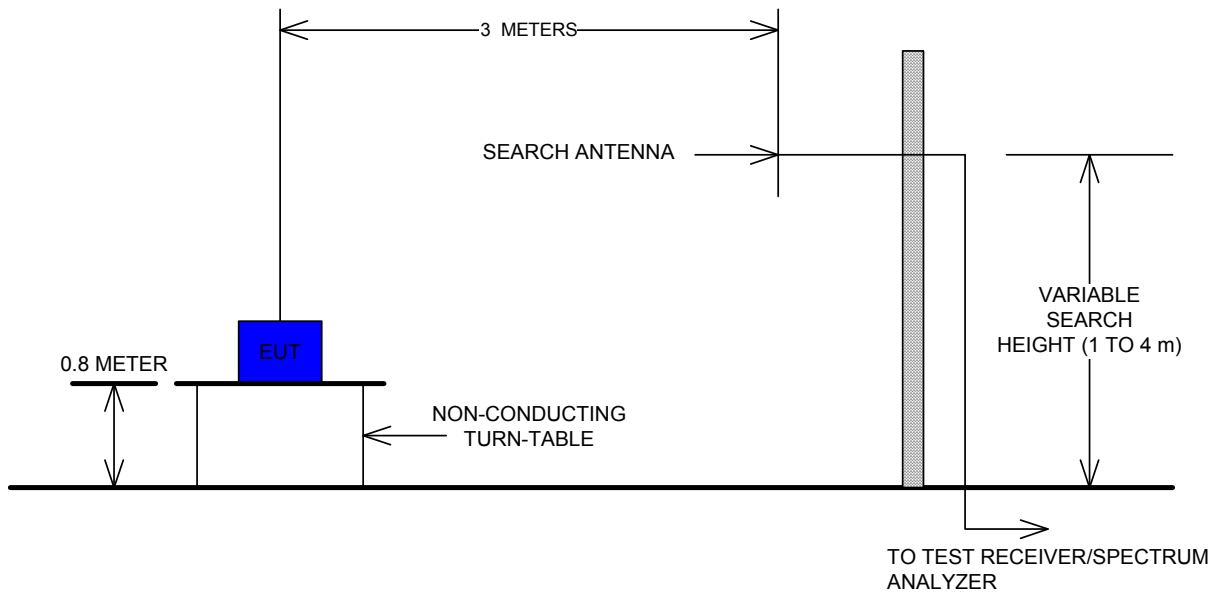 3 METERS
SEARCH ANTENNA
VARIABLE
SEARCH
HEIGHT (1 TO 4 m)
EUT
0.8 METER
NON-CONDUCTING
TURN-TABLE
TO TEST RECEIVER/SPECTRUM
ANALYZER